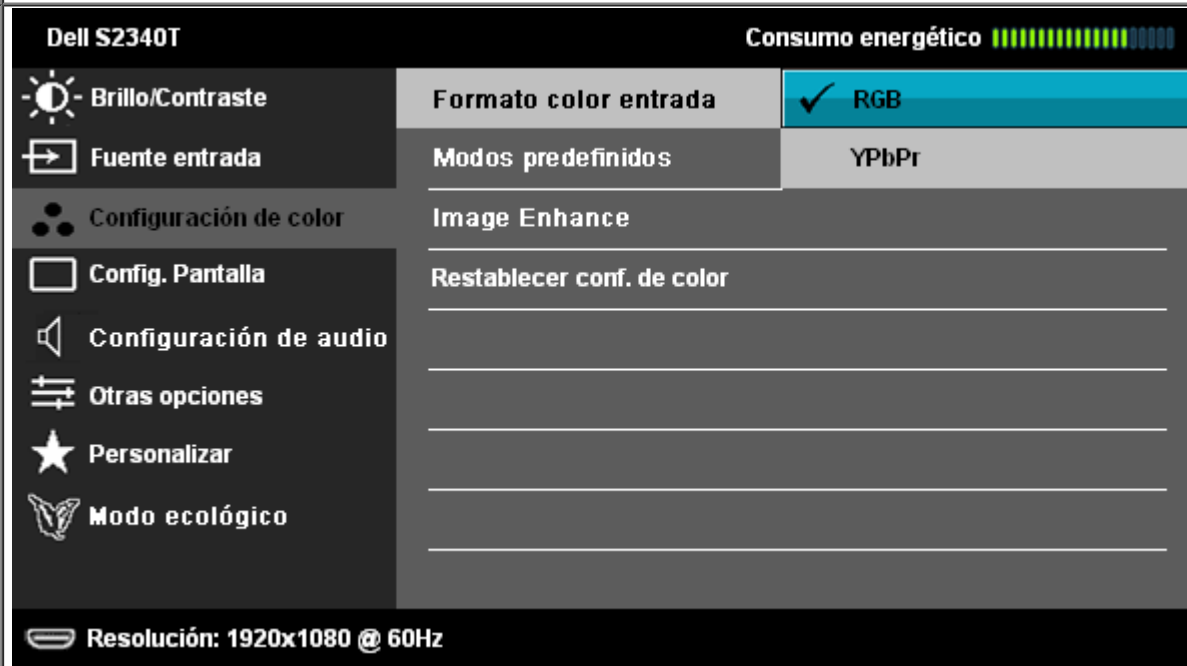 Dell S2340T
Consumo energético
Brillo/Contraste
Fuente entrada
Configuración de color
Config. Pantalla
Configuración de audio
Otras opciones
Personalizar
Modo ecológico
Formato color entrada
Modos predefinidos
Image Enhance
Restablecer conf. de color
RGB
YPbPr
Resolución: 1920x1080 @ 60Hz